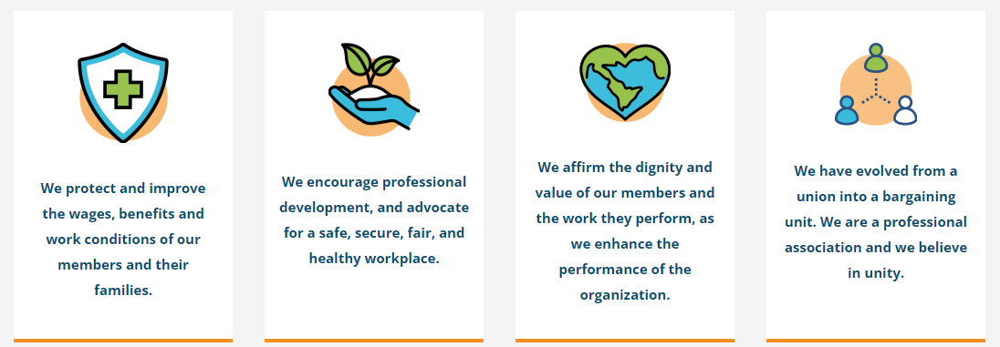 We protect and improve
the wages, benefits and
work conditions of our
members and their
families.
We encourage professional
development, and advocate
for a safe, secure, fair, and
healthy workplace.
We affirm the dignity and
value of our members and
the work they perform, as
we enhance the
performance of the
organization.
We have evolved from a
union into a bargaining
unit. We are a professional
association and we believe
in unity.